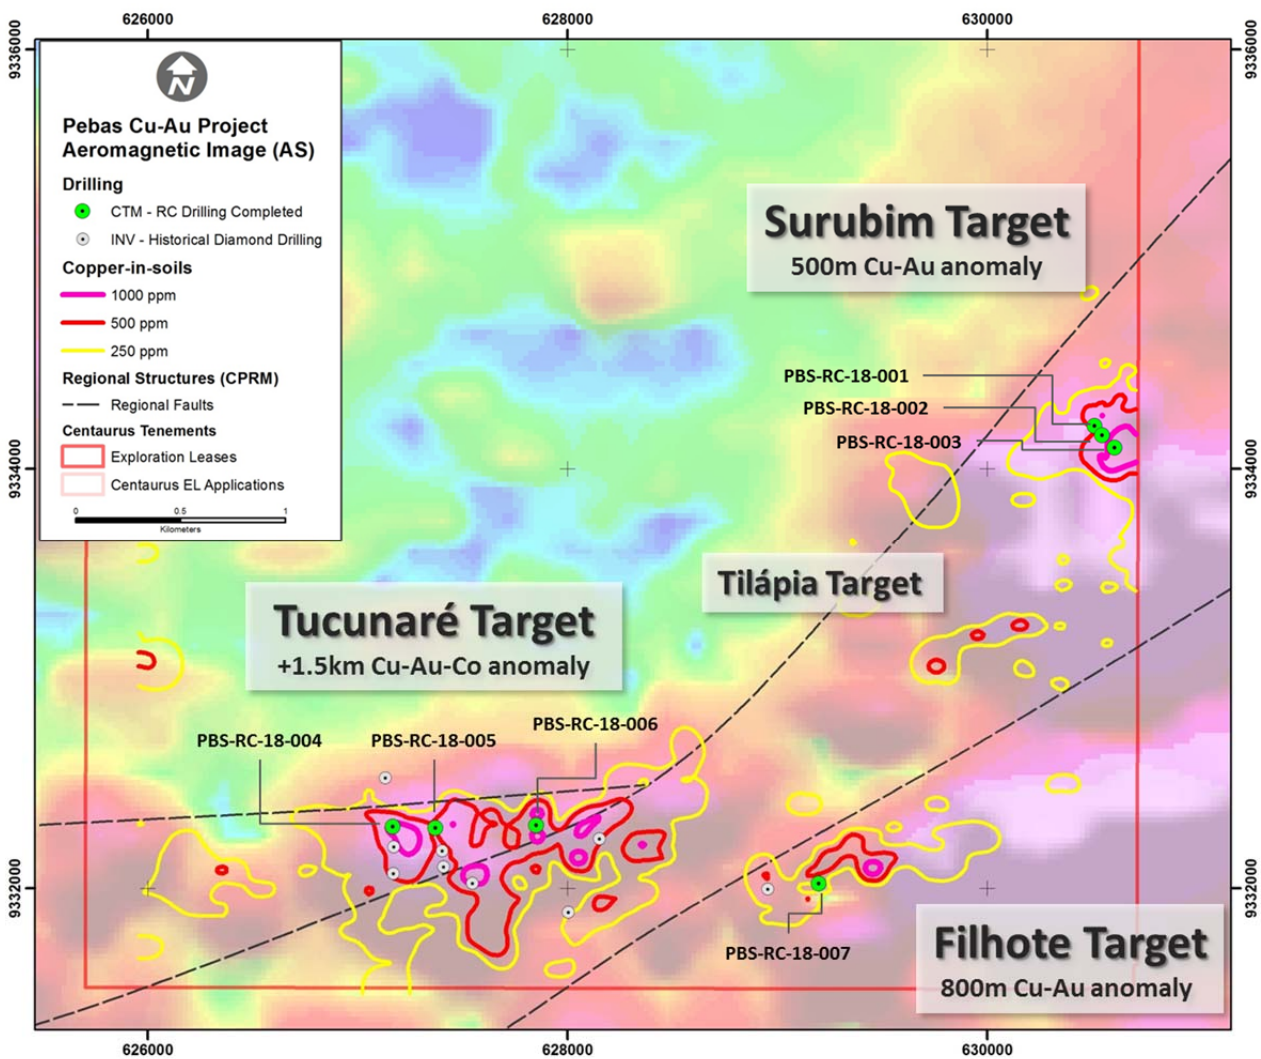 626000
628000
630000
9336000
9336000
N
Pebas Cu-Au Project
Aeromagnetic Image (AS)
Drilling
CTM - RC Drilling Completed
INV - Historical Diamond Drilling
Copper-in-soils
1000 ppm
500 ppm
250 ppm
Regional Structures (CPRM)
Regional Faults
Centaurus Tenements
Exploration Leases
Centaurus EL Applications
0 0.5 1
Kilometers
Surubim Target
500m Cu-Au anomaly
PBS-RC-18-001
PBS-RC-18-002
PBS-RC-18-003
9334000
9334000
Tilápia Target
Tucunaré Target
+1.5km Cu-Au-Co anomaly
PBS-RC-18-006
PBS-RC-18-004
PBS-RC-18-005
9332000
9332000
PBS-RC-18-007
Filhote Target
800m Cu-Au anomaly
626000
628000
630000